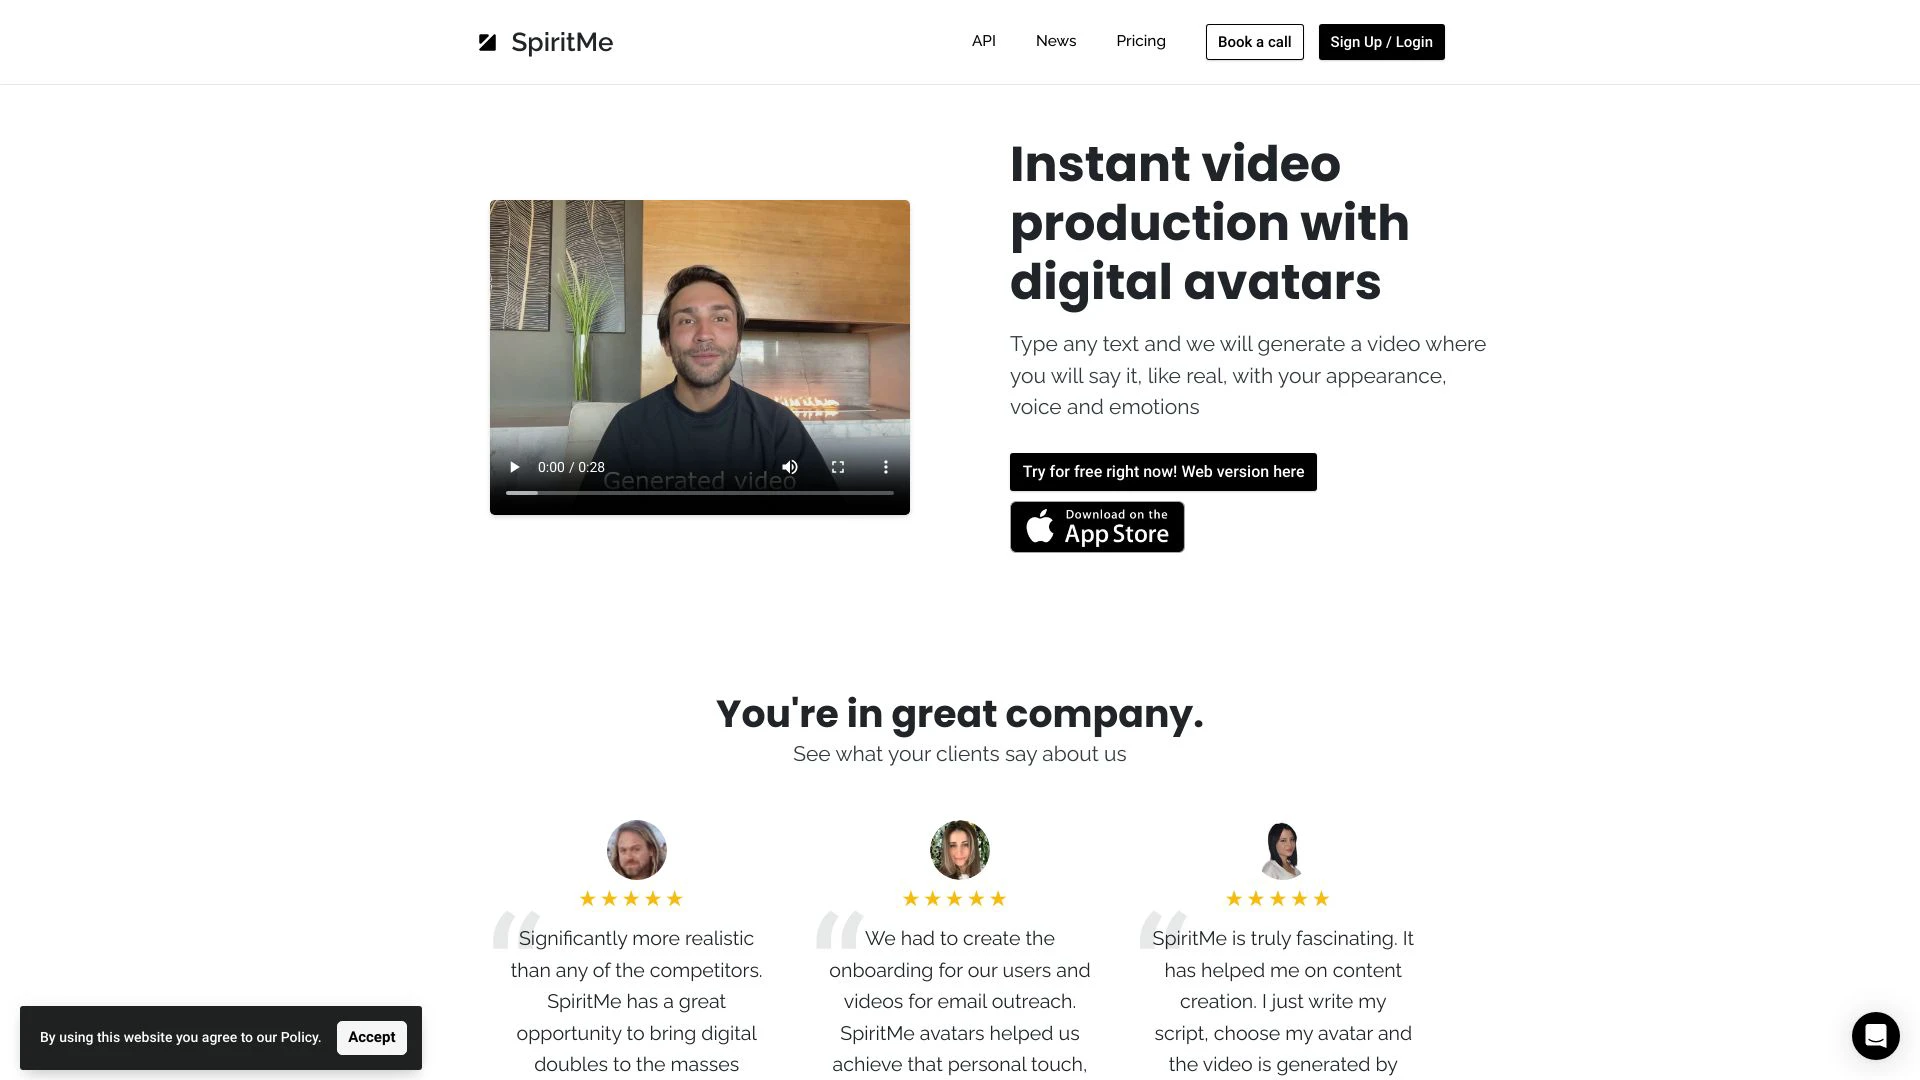 SpiritMe
API
News
Pricing
Book a call
Sign Up / Login
Instant video
production with
digital avatars
Type any text and we will generate a video where
you will say it, like real, with your appearance,
voice and emotions
0:00 / 0:28
Generated video
Try for free right now! Web version here
Download on the
App Store
You're in great company.
See what your clients say about us
Significantly more realistic
than any of the competitors.
SpiritMe has a great
opportunity to bring digital
doubles to the masses
We had to create the
onboarding for our users and
videos for email outreach.
SpiritMe avatars helped us
achieve that personal touch,
SpiritMe is truly fascinating. It
has helped me on content
creation. I just write my
script, choose my avatar and
the video is generated by
By using this website you agree to our Policy.
Accept